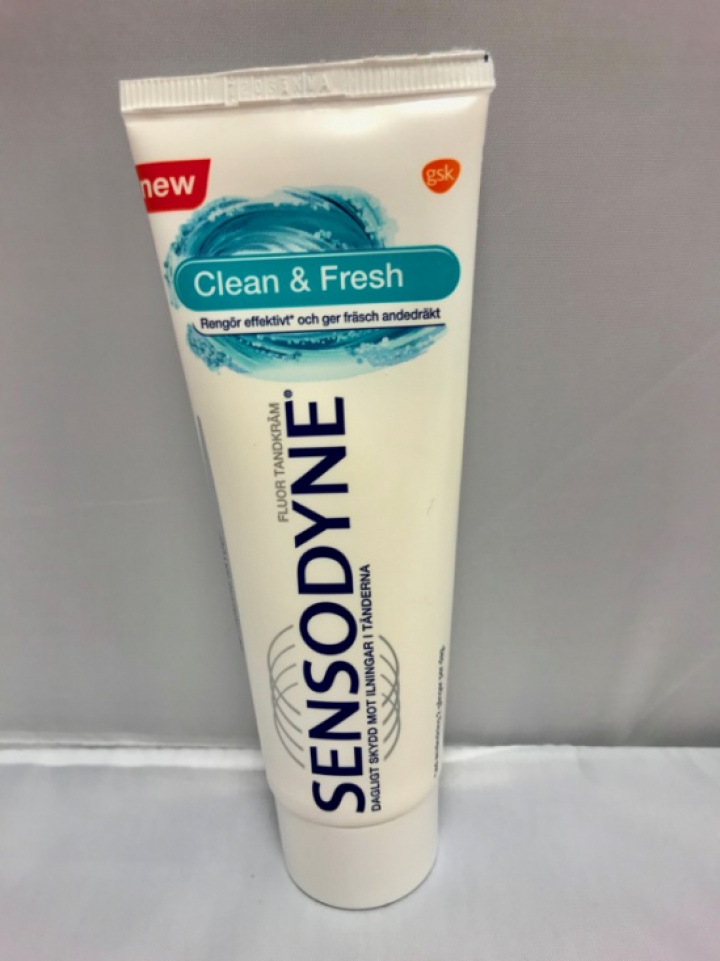 new
gsk
Clean & Fresh
Rengör effektivt* och ger fräsch andedräkt
FLUOR TANDKRÄM
SENSODYNE®
DAGLIGT SKYDD MOT ILNINGAR I TÄNDERNA